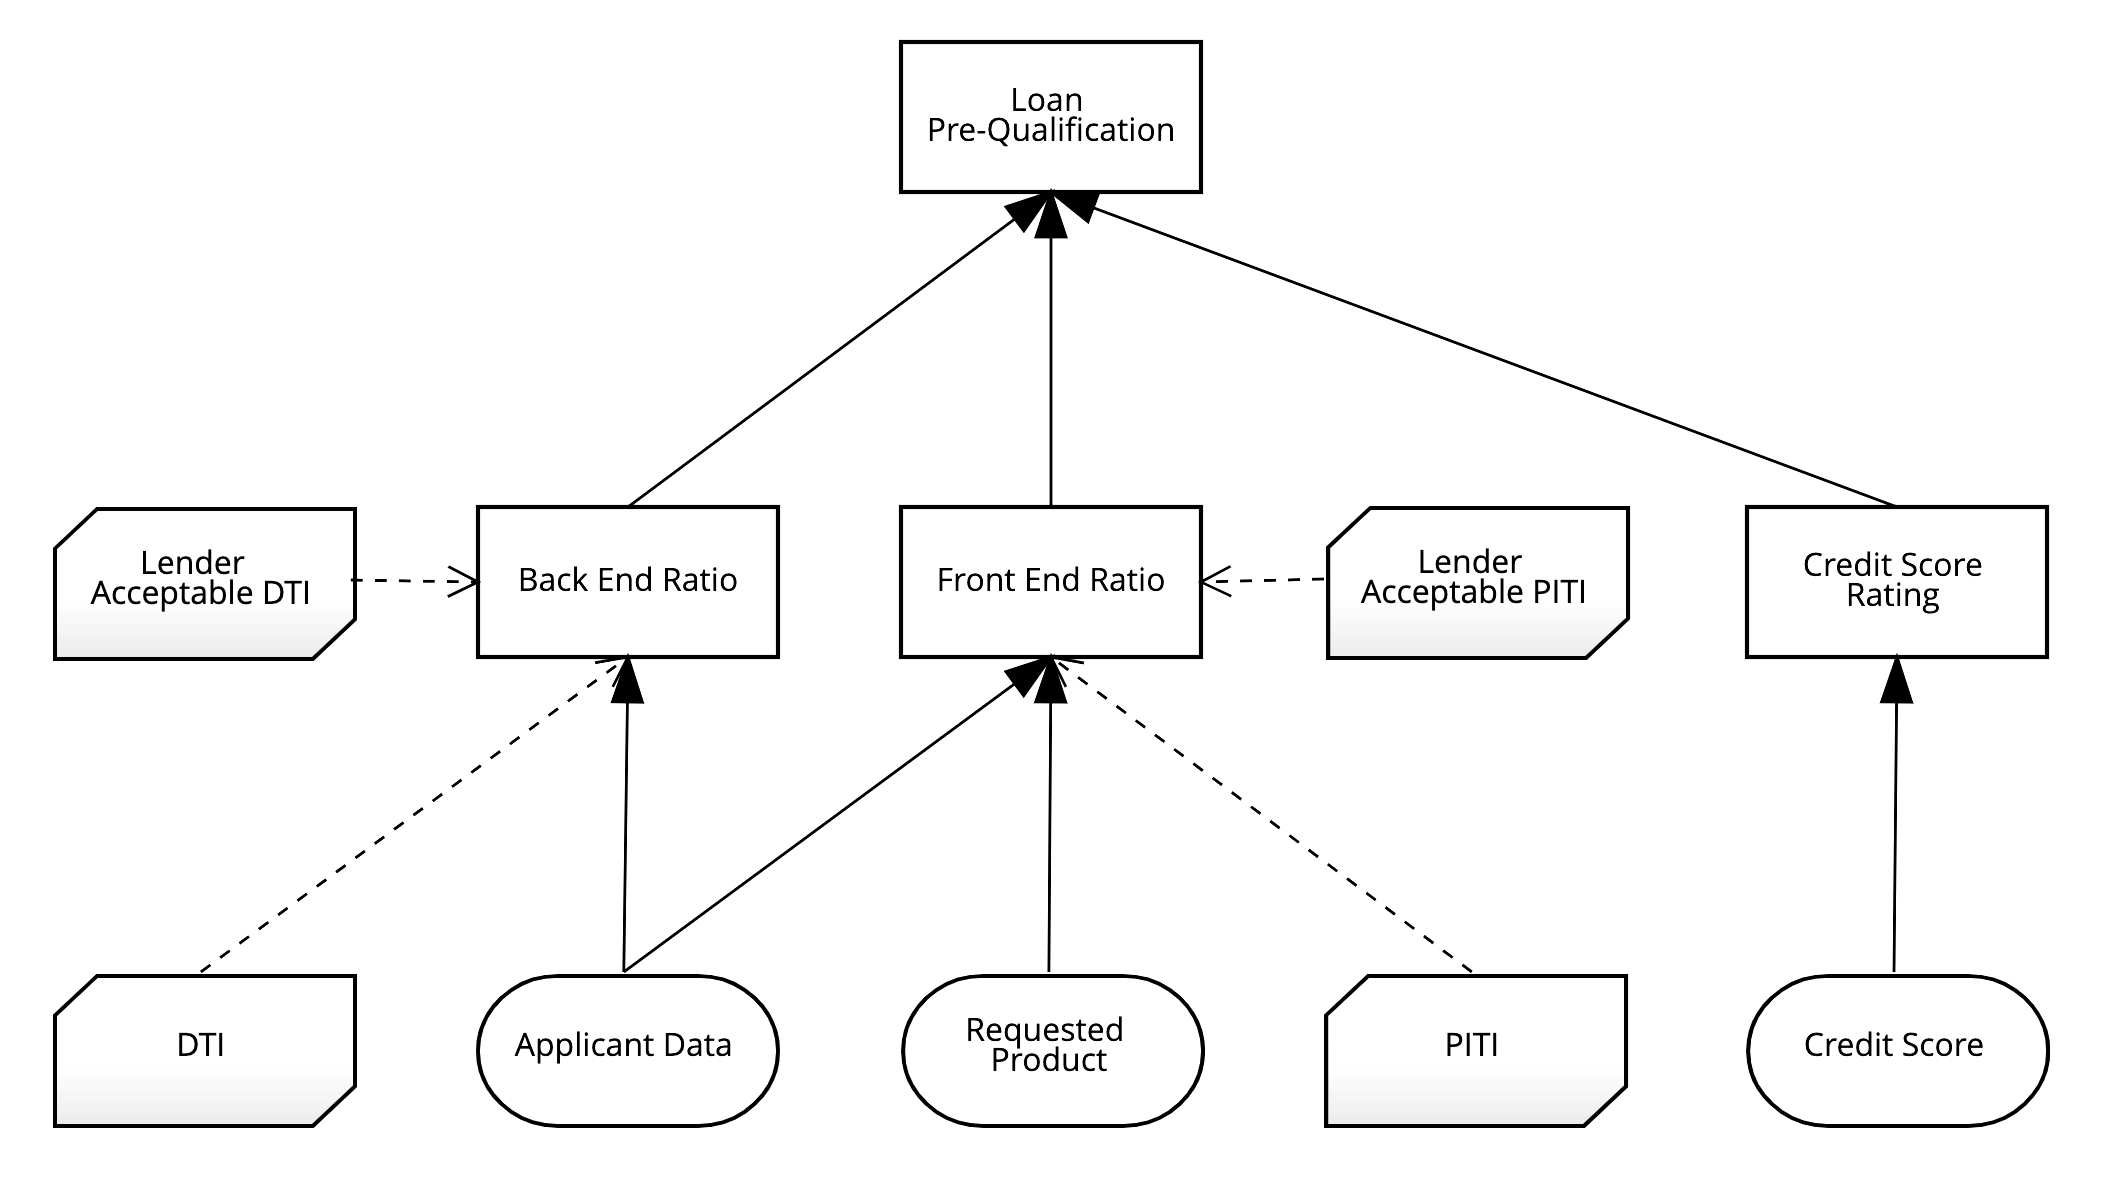 Loan
Pre-Qualification
Lender
Acceptable DTI
Back End Ratio
Front End Ratio
Lender
Acceptable PITI
Credit Score
Rating
DTI
Applicant Data
Requested
Product
PITI
Credit Score